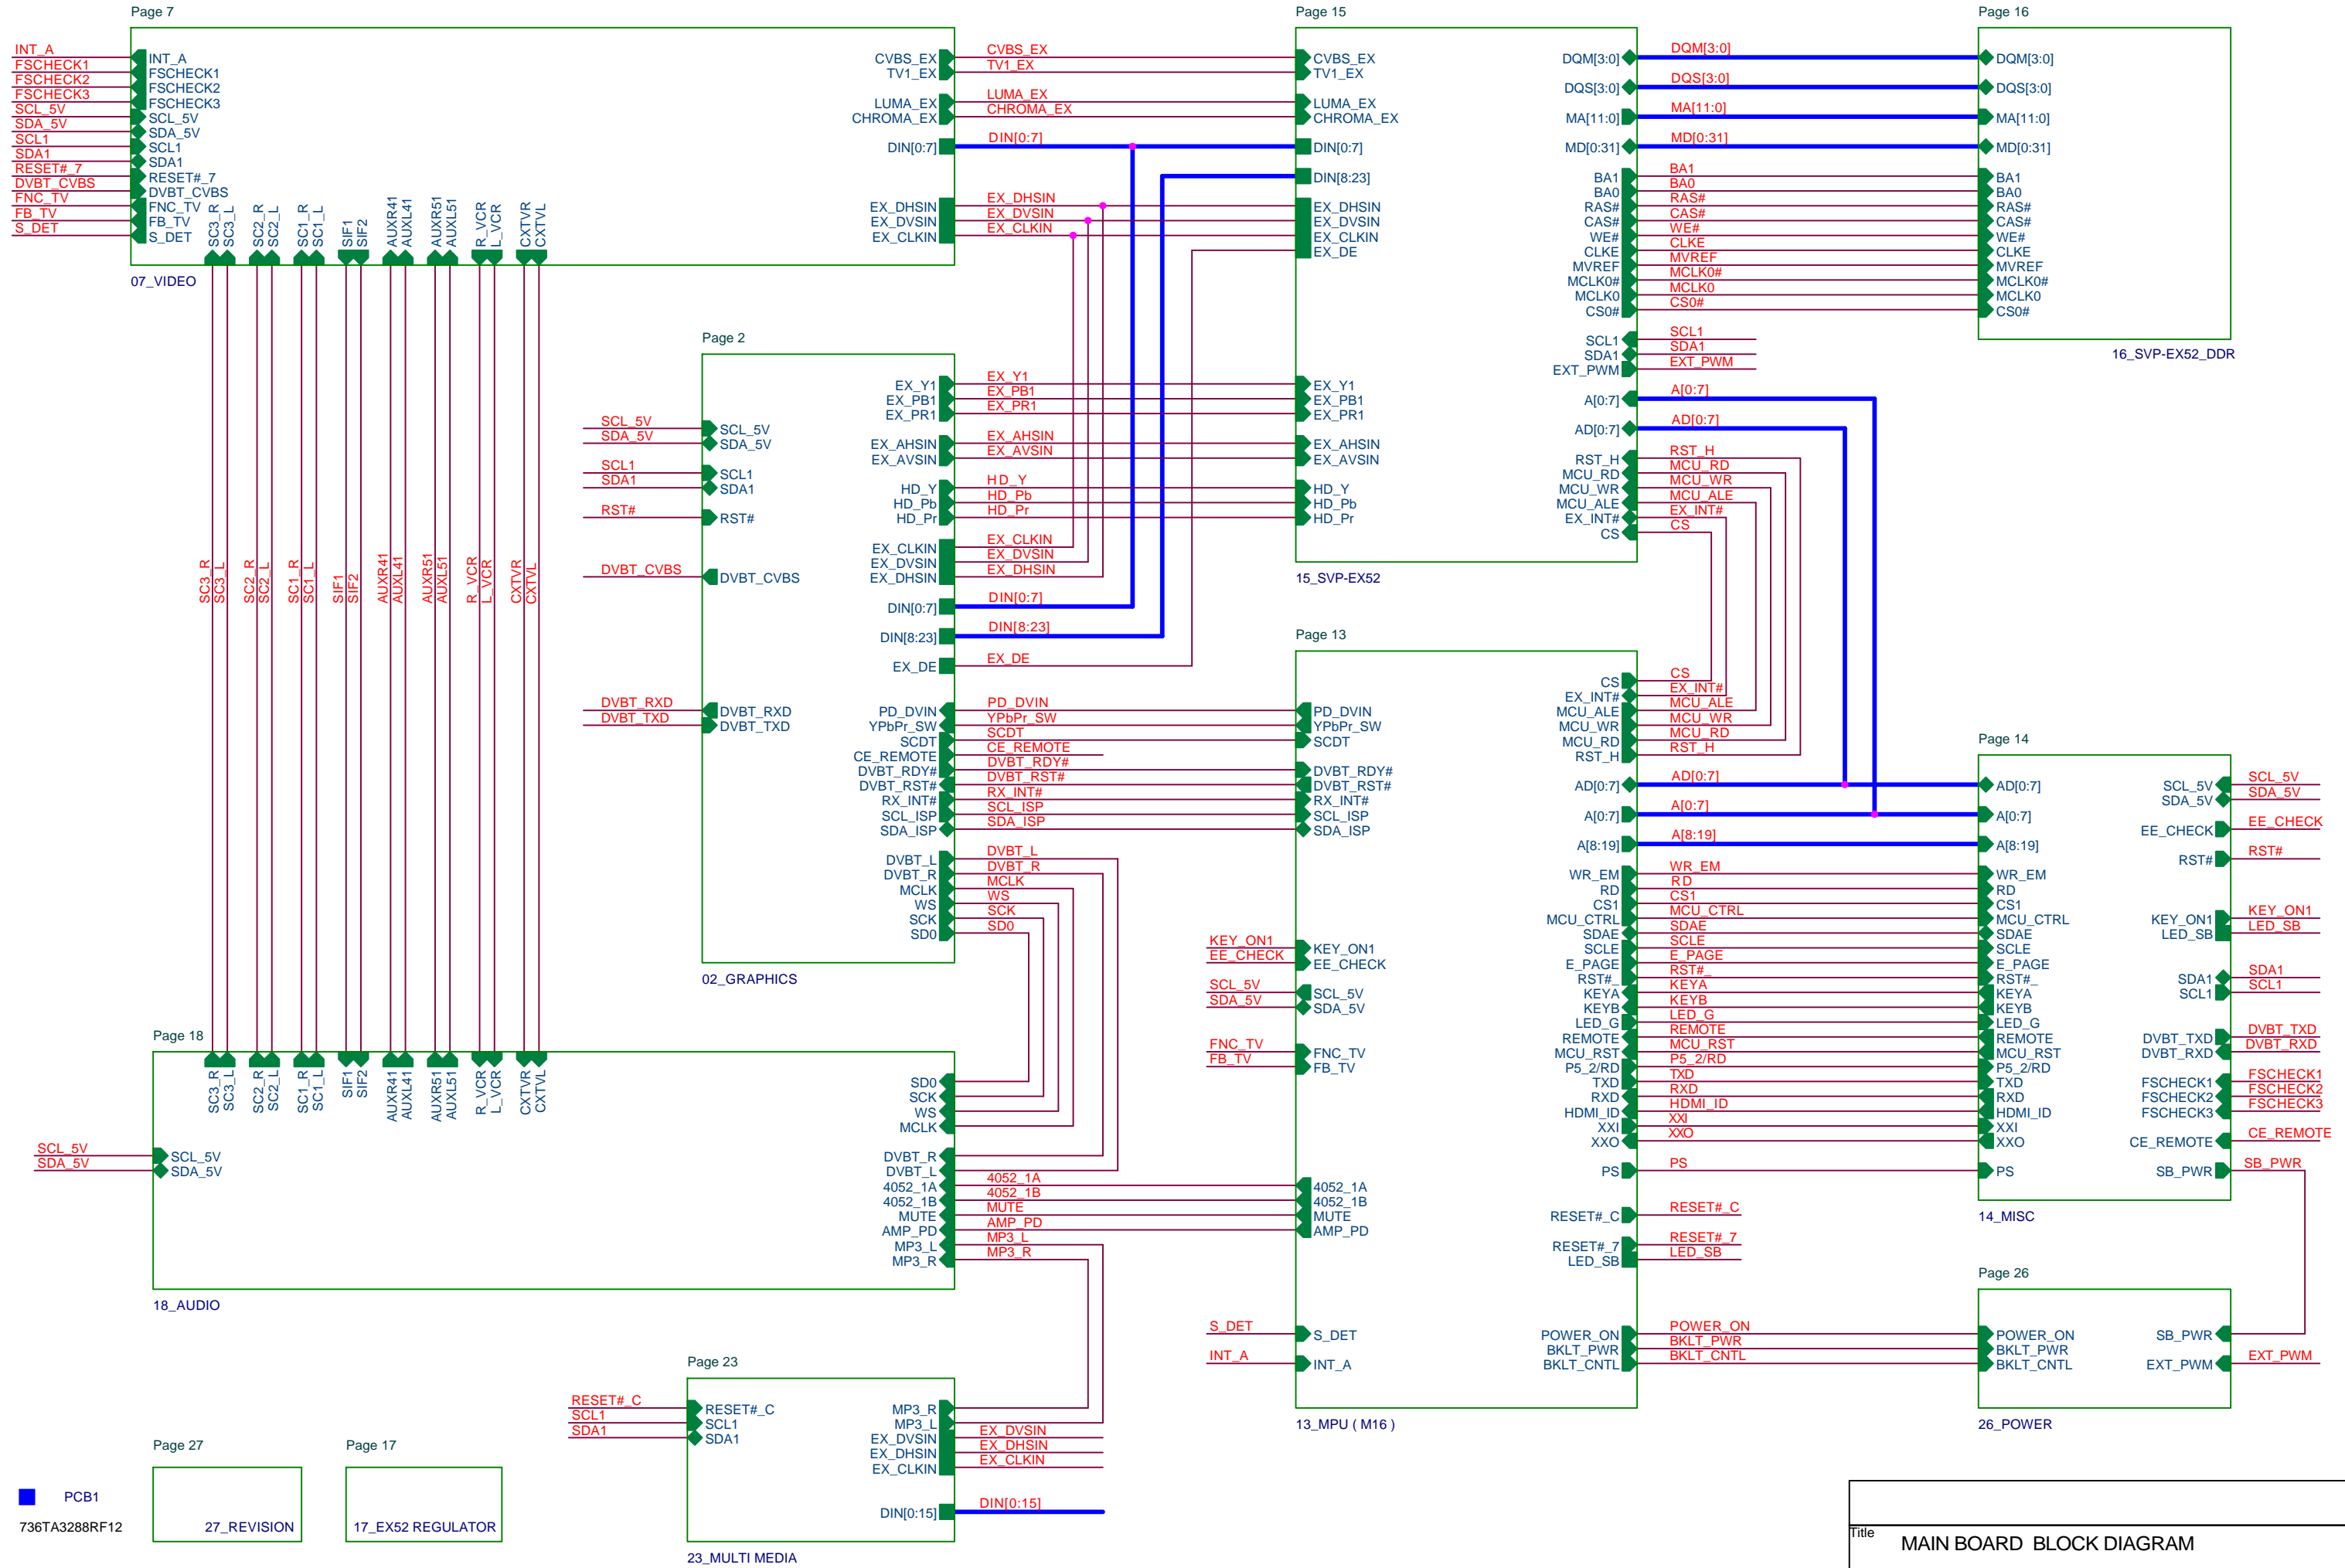 Page 7
INT_A
FSCHECK1
FSCHECK2
FSCHECK3
SCL_5V
SDA_5V
SCL1
SDA1
RESET#_7
DVBT_CVBS
FNC_TV
FB_TV
S_DET
INT_A
FSCHECK1
FSCHECK2
FSCHECK3
SCL_5V
SDA_5V
SCL1
SDA1
RESET#_7
DVBT_CVBS
FNC_TV
FB_TV
S_DET
SC3_R
SC3_L
SC2_R
SC2_L
SC1_R
SC1_L
SIF1
SIF2
AUXR41
AUXL41
AUXR51
AUXL51
R_VCR
L_VCR
CXTVR
CXTVL
CVBS_EX
TV1_EX
LUMA_EX
CHROMA_EX
DIN[0:7]
EX_DHSIN
EX_DVSIN
EX_CLKIN
07_VIDEO
CVBS_EX
TV1_EX
LUMA_EX
CHROMA_EX
DIN[0:7]
EX_DHSIN
EX_DVSIN
EX_CLKIN
Page 15
CVBS_EX
TV1_EX
LUMA_EX
CHROMA_EX
DIN[0:7]
DIN[8:23]
EX_DHSIN
EX_DVSIN
EX_CLKIN
EX_DE
EX_Y1
EX_PB1
EX_PR1
EX_AHSIN
EX_AVSIN
HD_Y
HD_Pb
HD_Pr
DQM[3:0]
DQS[3:0]
MA[11:0]
MD[0:31]
BA1
BA0
RAS#
CAS#
WE#
CLKE
MVREF
MCLK0#
MCLK0
CS0#
SCL1
SDA1
EXT_PWM
A[0:7]
AD[0:7]
RST_H
MCU_RD
MCU_WR
MCU_ALE
EX_INT#
CS
15_SVP-EX52
DQM[3:0]
DQS[3:0]
MA[11:0]
MD[0:31]
BA1
BA0
RAS#
CAS#
WE#
CLKE
MVREF
MCLK0#
MCLK0
CS0#
SCL1
SDA1
EXT_PWM
A[0:7]
AD[0:7]
RST_H
MCU_RD
MCU_WR
MCU_ALE
EX_INT#
CS
Page 16
DQM[3:0]
DQS[3:0]
MA[11:0]
MD[0:31]
BA1
BA0
RAS#
CAS#
WE#
CLKE
MVREF
MCLK0#
MCLK0
CS0#
16_SVP-EX52_DDR
Page 2
SCL_5V
SDA_5V
SCL1
SDA1
RST#
DVBT_CVBS
DVBT_RXD
DVBT_TXD
SCL_5V
SDA_5V
SCL1
SDA1
RST#
DVBT_CVBS
DVBT_RXD
DVBT_TXD
EX_Y1
EX_PB1
EX_PR1
EX_AHSIN
EX_AVSIN
HD_Y
HD_Pb
HD_Pr
EX_CLKIN
EX_DVSIN
EX_DHSIN
DIN[0:7]
DIN[8:23]
EX_DE
PD_DVIN
YPbPr_SW
SCDT
CE_REMOTE
DVBT_RDY#
DVBT_RST#
RX_INT#
SCL_ISP
SDA_ISP
DVBT_L
DVBT_R
MCLK
WS
SCK
SD0
02_GRAPHICS
EX_Y1
EX_PB1
EX_PR1
EX_AHSIN
EX_AVSIN
HD_Y
HD_Pb
HD_Pr
EX_CLKIN
EX_DVSIN
EX_DHSIN
DIN[0:7]
DIN[8:23]
EX_DE
PD_DVIN
YPbPr_SW
SCDT
CE_REMOTE
DVBT_RDY#
DVBT_RST#
RX_INT#
SCL_ISP
SDA_ISP
DVBT_L
DVBT_R
MCLK
WS
SCK
SD0
SC3_R
SC3_L
SC2_R
SC2_L
SC1_R
SC1_L
SIF1
SIF2
AUXR41
AUXL41
AUXR51
AUXL51
R_VCR
L_VCR
CXTVR
CXTVL
Page 13
KEY_ON1
EE_CHECK
SCL_5V
SDA_5V
FNC_TV
FB_TV
S_DET
INT_A
PD_DVIN
YPbPr_SW
SCDT
DVBT_RDY#
DVBT_RST#
RX_INT#
SCL_ISP
SDA_ISP
KEY_ON1
EE_CHECK
SCL_5V
SDA_5V
FNC_TV
FB_TV
4052_1A
4052_1B
MUTE
AMP_PD
S_DET
INT_A
CS
EX_INT#
MCU_ALE
MCU_WR
MCU_RD
RST_H
AD[0:7]
A[0:7]
A[8:19]
WR_EM
RD
CS1
MCU_CTRL
SDAE
SCLE
E_PAGE
RST#_
KEYA
KEYB
LED_G
REMOTE
MCU_RST
P5_2/RD
TXD
RXD
HDMI_ID
XXI
XXO
PS
RESET#_C
RESET#_7
LED_SB
POWER_ON
BKLT_PWR
BKLT_CNTL
13_MPU ( M16 )
CS
EX_INT#
MCU_ALE
MCU_WR
MCU_RD
RST_H
AD[0:7]
A[0:7]
A[8:19]
WR_EM
RD
CS1
MCU_CTRL
SDAE
SCLE
E_PAGE
RST#_
KEYA
KEYB
LED_G
REMOTE
MCU_RST
P5_2/RD
TXD
RXD
HDMI_ID
XXI
XXO
PS
RESET#_C
RESET#_7
LED_SB
POWER_ON
BKLT_PWR
BKLT_CNTL
Page 14
AD[0:7]
A[0:7]
A[8:19]
WR_EM
RD
CS1
MCU_CTRL
SDAE
SCLE
E_PAGE
RST#_
KEYA
KEYB
LED_G
REMOTE
MCU_RST
P5_2/RD
TXD
RXD
HDMI_ID
XXI
XXO
PS
SCL_5V
SDA_5V
EE_CHECK
RST#
KEY_ON1
LED_SB
SDA1
SCL1
DVBT_TXD
DVBT_RXD
FSCHECK1
FSCHECK2
FSCHECK3
CE_REMOTE
SB_PWR
14_MISC
SCL_5V
SDA_5V
EE_CHECK
RST#
KEY_ON1
LED_SB
SDA1
SCL1
DVBT_TXD
DVBT_RXD
FSCHECK1
FSCHECK2
FSCHECK3
CE_REMOTE
SB_PWR
Page 18
SCL_5V
SDA_5V
SCL_5V
SDA_5V
SC3_R
SC3_L
SC2_R
SC2_L
SC1_R
SC1_L
SIF1
SIF2
AUXR41
AUXL41
AUXR51
AUXL51
R_VCR
L_VCR
CXTVR
CXTVL
SD0
SCK
WS
MCLK
DVBT_R
DVBT_L
4052_1A
4052_1B
MUTE
AMP_PD
MP3_L
MP3_R
18_AUDIO
4052_1A
4052_1B
MUTE
AMP_PD
MP3_L
MP3_R
Page 26
POWER_ON
BKLT_PWR
BKLT_CNTL
SB_PWR
EXT_PWM
EXT_PWM
26_POWER
Page 23
RESET#_C
SCL1
SDA1
RESET#_C
SCL1
SDA1
MP3_R
MP3_L
EX_DVSIN
EX_DHSIN
EX_CLKIN
DIN[0:15]
EX_DVSIN
EX_DHSIN
EX_CLKIN
DIN[0:15]
23_MULTI MEDIA
Page 27
27_REVISION
Page 17
17_EX52 REGULATOR
PCB1
736TA3288RF12
Title
MAIN BOARD BLOCK DIAGRAM